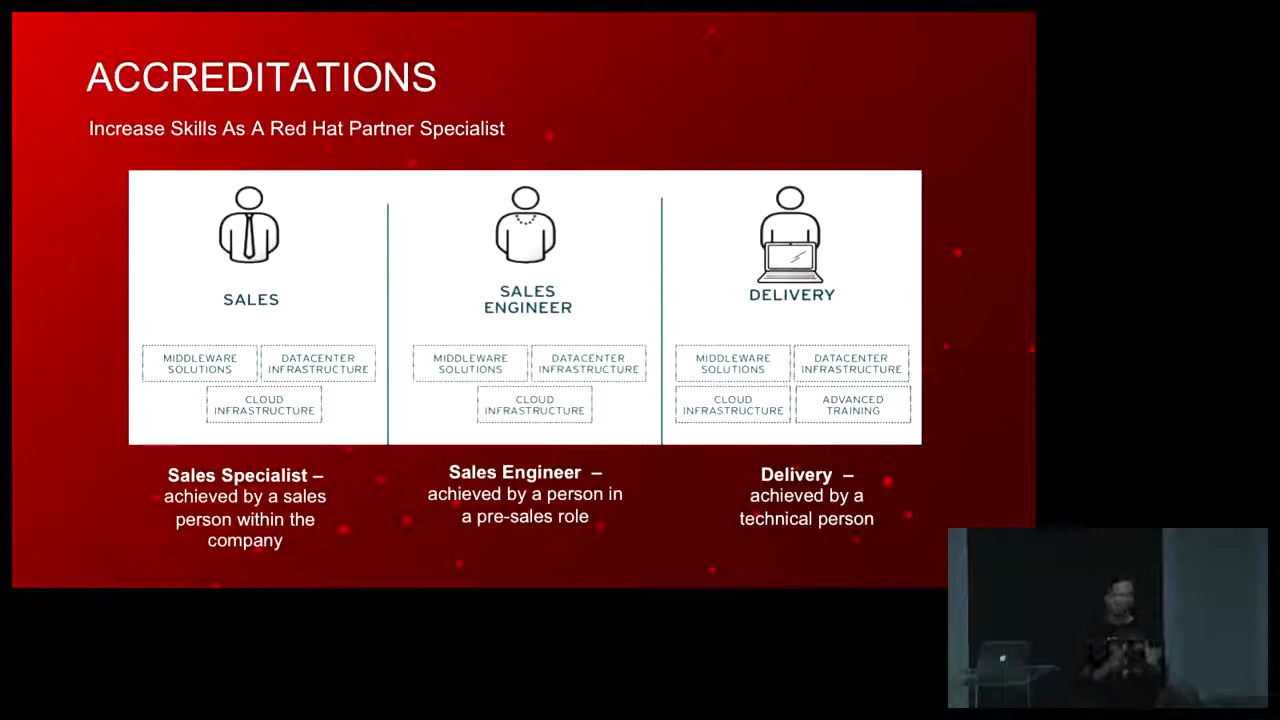 ACCREDITATIONS
Increase Skills As A Red Hat Partner Specialist
SALES
MIDDLEWARE
SOLUTIONS
DATACENTER
INFRASTRUCTURE
CLOUD
INFRASTRUCTURE
SALES
ENGINEER
MIDDLEWARE
SOLUTIONS
DATACENTER
INFRASTRUCTURE
CLOUD
INFRASTRUCTURE
DELIVERY
MIDDLEWARE
SOLUTIONS
DATACENTER
INFRASTRUCTURE
CLOUD
INFRASTRUCTURE
ADVANCED
TRAINING
Sales Specialist –
achieved by a sales
person within the
company
Sales Engineer –
achieved by a person in
a pre-sales role
Delivery –
achieved by a
technical person